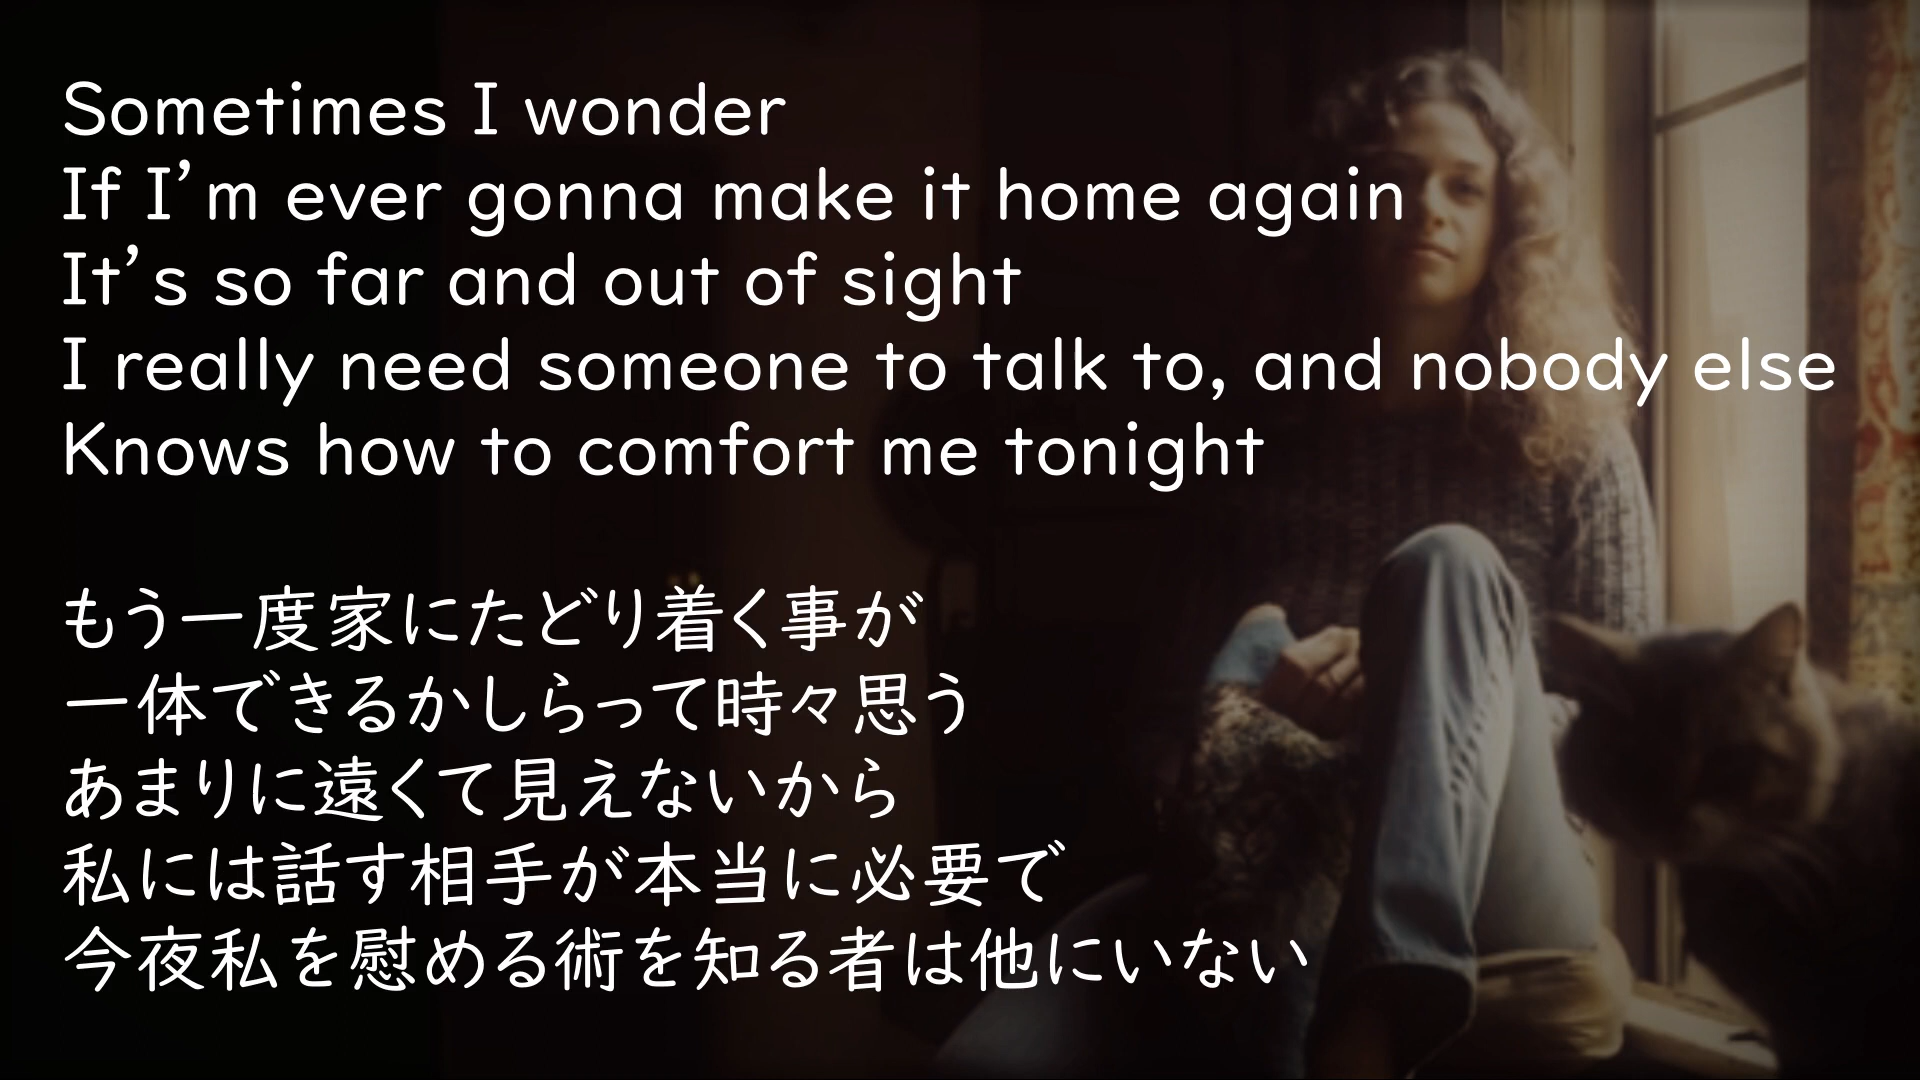 Sometimes I wonder
If I’m ever gonna make it home again
It’s so far and out of sight
I really need someone to talk to, and nobody else
Knows how to comfort me tonight
もう一度家にたどり着く事が
一体できるかしらって時々思う
あまりに遠くて見えないから
私には話す相手が本当に必要で
今夜私を慰める術を知る者は他にいない